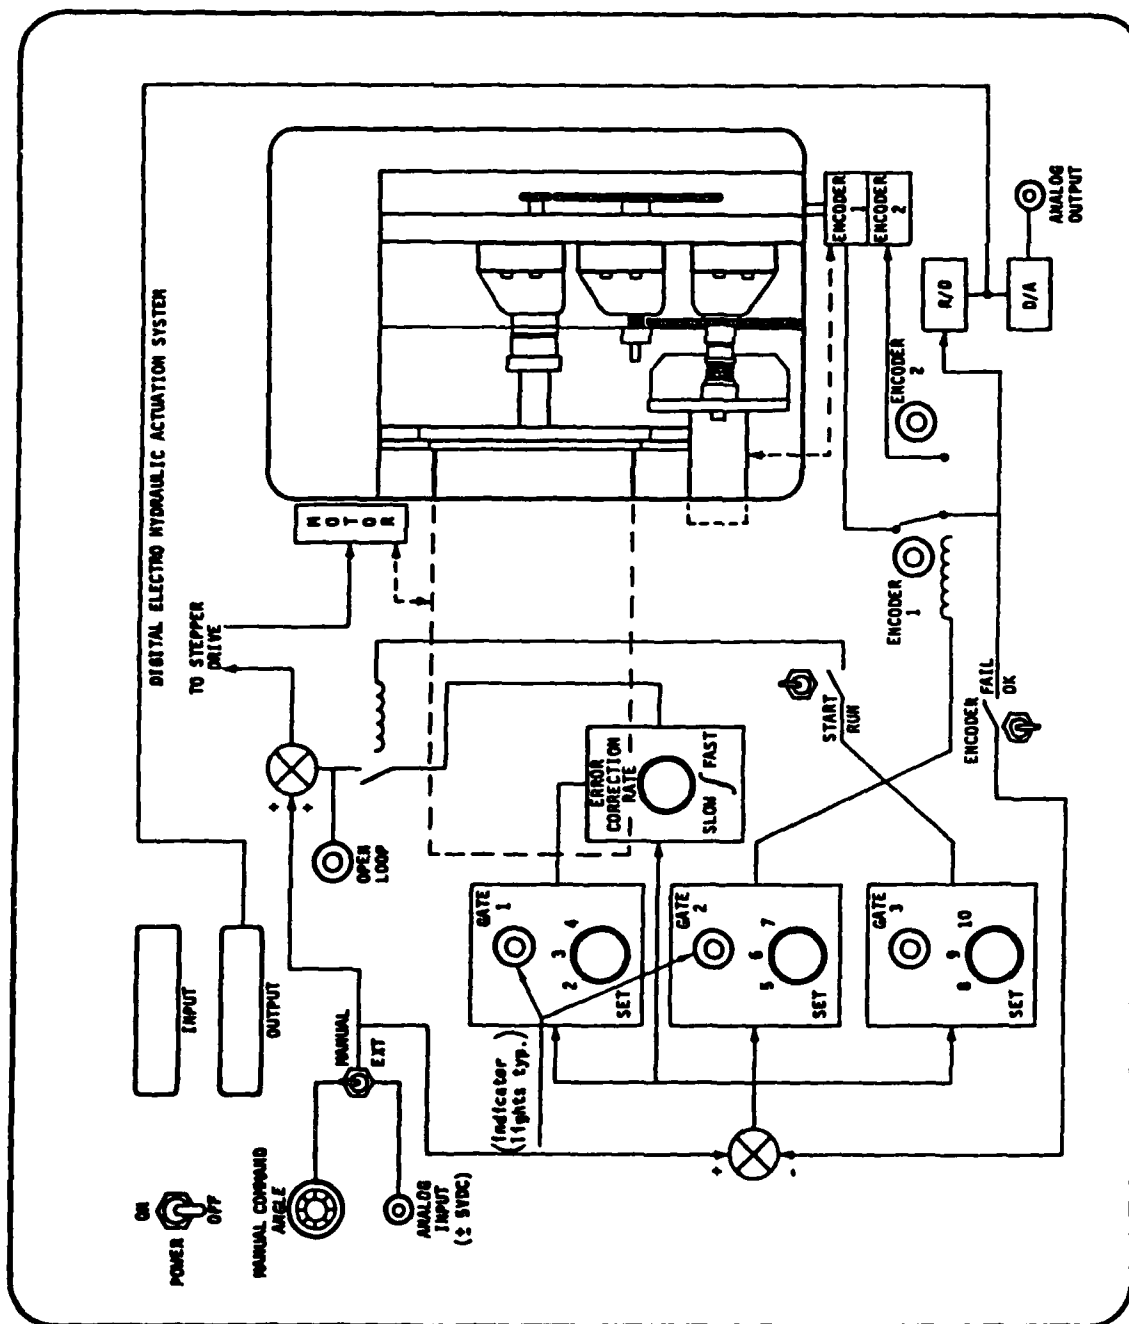 DIGITAL ELECTRO HYDRAULIC ACTUATION SYSTEM
POWER
ON
OFF
INPUT
OUTPUT
TO STEPPER
DRIVE
MOTOR
MANUAL COMMAND
ANGLE
MANUAL
EXT
ANALOG
INPUT
(± 5VDC)
+
+
OPEN
LOOP
(indicator
(lights typ.)
GATE
1
2
3
4
SET
ERROR
CORRECTION
RATE
SLOW
FAST
GATE
2
5
6
7
SET
START
RUN
GATE
3
8
9
10
SET
+
-
ENCODER
1
ENCODER
2
ENCODER
1
ENCODER
2
ENCODER
FAIL
OK
R/D
D/A
ANALOG
OUTPUT